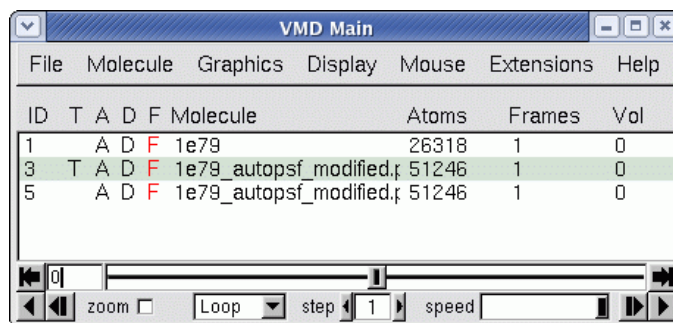 VMD Main
File Molecule Graphics Display Mouse Extensions Help
ID T A D F Molecule Atoms Frames Vol
1 A D F 1e79 26318 1 0
3 T A D F 1e79_autopsf_modified.p 51246 1 0
5 A D F 1e79_autopsf_modified.p 51246 1 0
0
zoom Loop step 1 speed